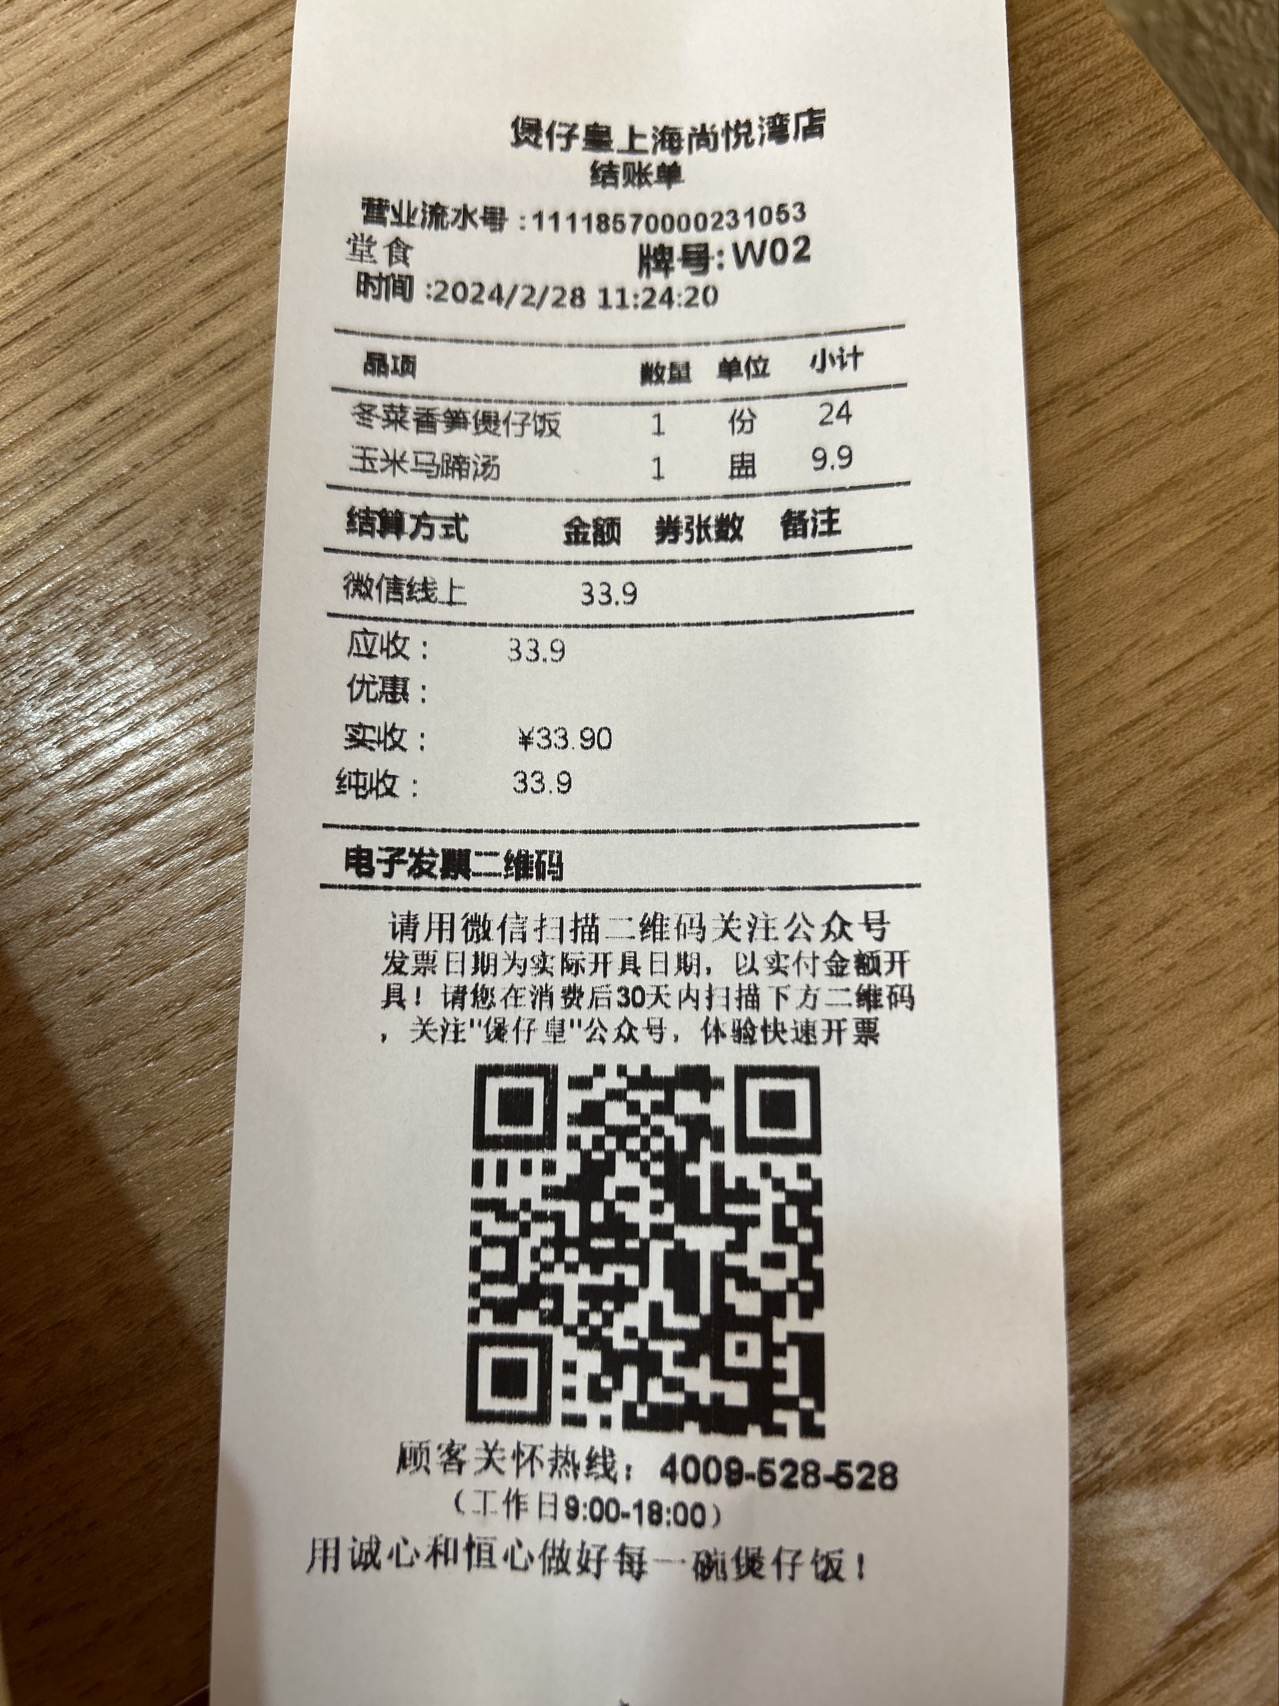 煲仔皇上海尚悦湾店
结账单
营业流水号:11118570000231053
堂食 牌号:W02
时间:2024/2/28 11:24:20
品项 数量 单位 小计
冬菜香笋煲仔饭 1 份 24
玉米马蹄汤 1 盅 9.9
结算方式 金额 券张数 备注
微信线上 33.9
应收: 33.9
优惠:
实收: ¥33.90
纯收: 33.9
电子发票二维码
请用微信扫描二维码关注公众号
发票日期为实际开具日期，以实付金额开
具！请您在消费后30天内扫描下方二维码
，关注"煲仔皇"公众号，体验快速开票
顾客关怀热线：4009-528-528
（工作日9:00-18:00）
用诚心和恒心做好每一碗煲仔饭！